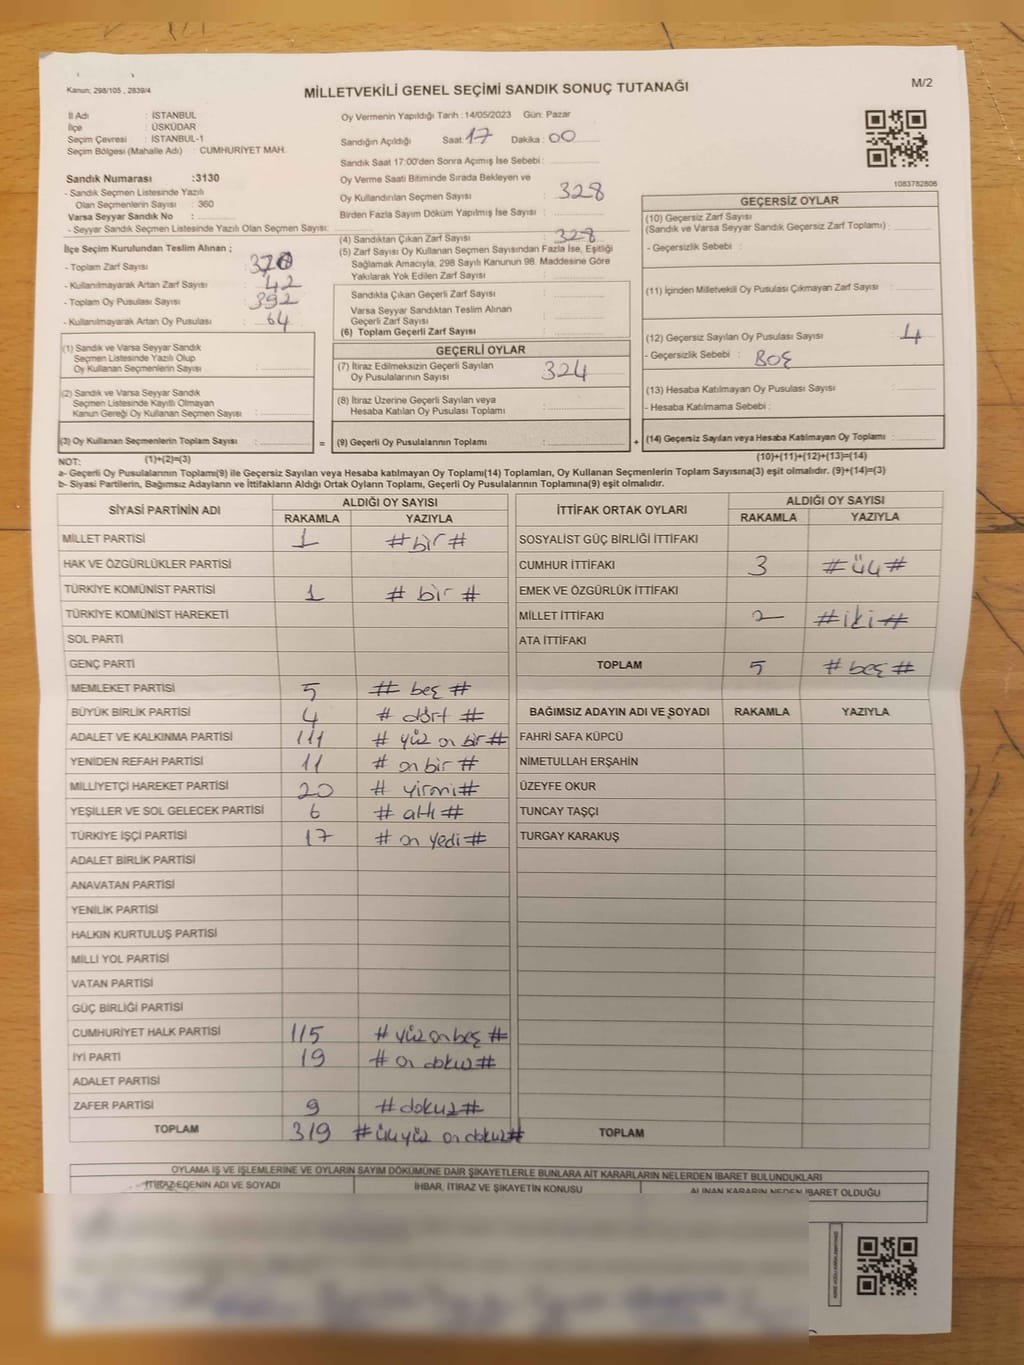 Kanun; 298/105 , 2839/4
MİLLETVEKİLİ GENEL SEÇİMİ SANDIK SONUÇ TUTANAĞI
M/2
İl Adı : İSTANBUL
İlçe : ÜSKÜDAR
Seçim Çevresi : İSTANBUL-1
Seçim Bölgesi (Mahalle Adı) : CUMHURİYET MAH.
Sandık Numarası :3130
- Sandık Seçmen Listesinde Yazılı
Olan Seçmenlerin Sayısı : 360
Varsa Seyyar Sandık No :
- Seyyar Sandık Seçmen Listesinde Yazılı Olan Seçmen Sayısı:
İlçe Seçim Kurulundan Teslim Alınan ;
- Toplam Zarf Sayısı : 370
- Kullanılmayarak Artan Zarf Sayısı : 42
- Toplam Oy Pusulası Sayısı : 392
- Kullanılmayarak Artan Oy Pusulası : 64
Oy Vermenin Yapıldığı Tarih : 14/05/2023 Gün: Pazar
Sandığın Açıldığı Saat: 17 Dakika : 00
Sandık Saat 17:00'den Sonra Açımış İse Sebebi :
Oy Verme Saati Bitiminde Sırada Bekleyen ve
Oy Kullandırılan Seçmen Sayısı : 328
Birden Fazla Sayım Döküm Yapılmış İse Sayısı :
(4) Sandıktan Çıkan Zarf Sayısı : 328
(5) Zarf Sayısı Oy Kullanan Seçmen Sayısından Fazla İse, Eşitliği
Sağlamak Amacıyla, 298 Sayılı Kanunun 98. Maddesine Göre
Yakılarak Yok Edilen Zarf Sayısı :
Sandıkta Çıkan Geçerli Zarf Sayısı :
Varsa Seyyar Sandıktan Teslim Alınan
Geçerli Zarf Sayısı :
(6) Toplam Geçerli Zarf Sayısı :
1083782806
GEÇERSİZ OYLAR
(10) Geçersiz Zarf Sayısı
(Sandık ve Varsa Seyyar Sandık Geçersiz Zarf Toplamı) :
- Geçersizlik Sebebi :
(11) İçinden Milletvekili Oy Pusulası Çıkmayan Zarf Sayısı :
(12) Geçersiz Sayılan Oy Pusulası Sayısı : 4
- Geçersizlik Sebebi : BOŞ
(13) Hesaba Katılmayan Oy Pusulası Sayısı :
- Hesaba Katılmama Sebebi :
(1) Sandık ve Varsa Seyyar Sandık
Seçmen Listesinde Yazılı Olup
Oy Kullanan Seçmenlerin Sayısı :
(2) Sandık ve Varsa Seyyar Sandık
Seçmen Listesinde Kayıtlı Olmayan
Kanun Gereği Oy Kullanan Seçmen Sayısı :
GEÇERLİ OYLAR
(7) İtiraz Edilmeksizin Geçerli Sayılan
Oy Pusulalarının Sayısı : 324
(8) İtiraz Üzerine Geçerli Sayılan veya
Hesaba Katılan Oy Pusulası Toplamı :
(3) Oy Kullanan Seçmenlerin Toplam Sayısı : = (9) Geçerli Oy Pusulalarının Toplamı : + (14) Geçersiz Sayılan veya Hesaba Katılmayan Oy Toplamı :
NOT: (1)+(2)=(3) (10)+(11)+(12)+(13)=(14)
a- Geçerli Oy Pusulalarının Toplamı(9) ile Geçersiz Sayılan veya Hesaba katılmayan Oy Toplamı(14) Toplamları, Oy Kullanan Seçmenlerin Toplam Sayısına(3) eşit olmalıdır. (9)+(14)=(3)
b- Siyasi Partilerin, Bağımsız Adayların ve İttifakların Aldığı Ortak Oyların Toplamı, Geçerli Oy Pusulalarının Toplamına(9) eşit olmalıdır.
SİYASİ PARTİNİN ADI ALDIĞI OY SAYISI
RAKAMLA YAZIYLA
MİLLET PARTİSİ 1 # bir #
HAK VE ÖZGÜRLÜKLER PARTİSİ
TÜRKİYE KOMÜNİST PARTİSİ 1 # bir #
TÜRKİYE KOMÜNİST HAREKETİ
SOL PARTİ
GENÇ PARTİ
MEMLEKET PARTİSİ 5 # beş #
BÜYÜK BİRLİK PARTİSİ 4 # dört #
ADALET VE KALKINMA PARTİSİ 111 # yüz on bir #
YENİDEN REFAH PARTİSİ 11 # on bir #
MİLLİYETÇİ HAREKET PARTİSİ 20 # yirmi #
YEŞİLLER VE SOL GELECEK PARTİSİ 6 # altı #
TÜRKİYE İŞÇİ PARTİSİ 17 # on yedi #
ADALET BİRLİK PARTİSİ
ANAVATAN PARTİSİ
YENİLİK PARTİSİ
HALKIN KURTULUŞ PARTİSİ
MİLLİ YOL PARTİSİ
VATAN PARTİSİ
GÜÇ BİRLİĞİ PARTİSİ
CUMHURİYET HALK PARTİSİ 115 # yüz on beş #
İYİ PARTİ 19 # on dokuz #
ADALET PARTİSİ
ZAFER PARTİSİ 9 # dokuz #
TOPLAM 319 # üç yüz on dokuz #
İTTİFAK ORTAK OYLARI ALDIĞI OY SAYISI
RAKAMLA YAZIYLA
SOSYALİST GÜÇ BİRLİĞİ İTTİFAKI
CUMHUR İTTİFAKI 3 # üç #
EMEK VE ÖZGÜRLÜK İTTİFAKI
MİLLET İTTİFAKI 2 # iki #
ATA İTTİFAKI
TOPLAM 5 # beş #
BAĞIMSIZ ADAYIN ADI VE SOYADI RAKAMLA YAZIYLA
FAHRİ SAFA KÜPCÜ
NİMETULLAH ERŞAHİN
ÜZEYFE OKUR
TUNCAY TAŞÇI
TURGAY KARAKUŞ
TOPLAM
OYLAMA İŞ VE İŞLEMLERİNE VE OYLARIN SAYIM DÖKÜMÜNE DAİR ŞİKAYETLERLE BUNLARA AİT KARARLARIN NELERDEN İBARET BULUNDUKLARI
İTİRAZ EDENİN ADI VE SOYADI İHBAR, İTİRAZ VE ŞİKAYETİN KONUSU ALINAN KARARIN NEDEN İBARET OLDUĞU